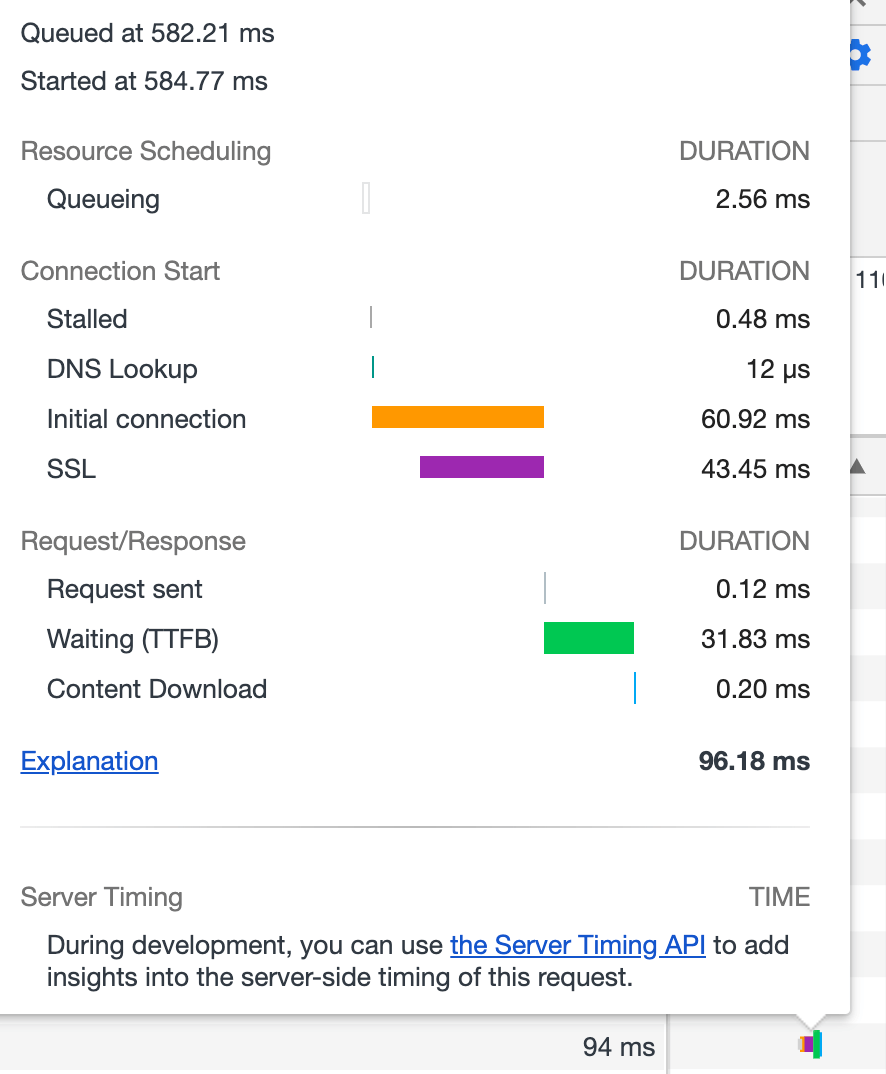 Queued at 582.21 ms
Started at 584.77 ms
Resource Scheduling DURATION
Queueing 2.56 ms
Connection Start DURATION
Stalled 0.48 ms
DNS Lookup 12 µs
Initial connection 60.92 ms
SSL 43.45 ms
Request/Response DURATION
Request sent 0.12 ms
Waiting (TTFB) 31.83 ms
Content Download 0.20 ms
Explanation 96.18 ms
Server Timing TIME
During development, you can use the Server Timing API to add
insights into the server-side timing of this request.
94 ms